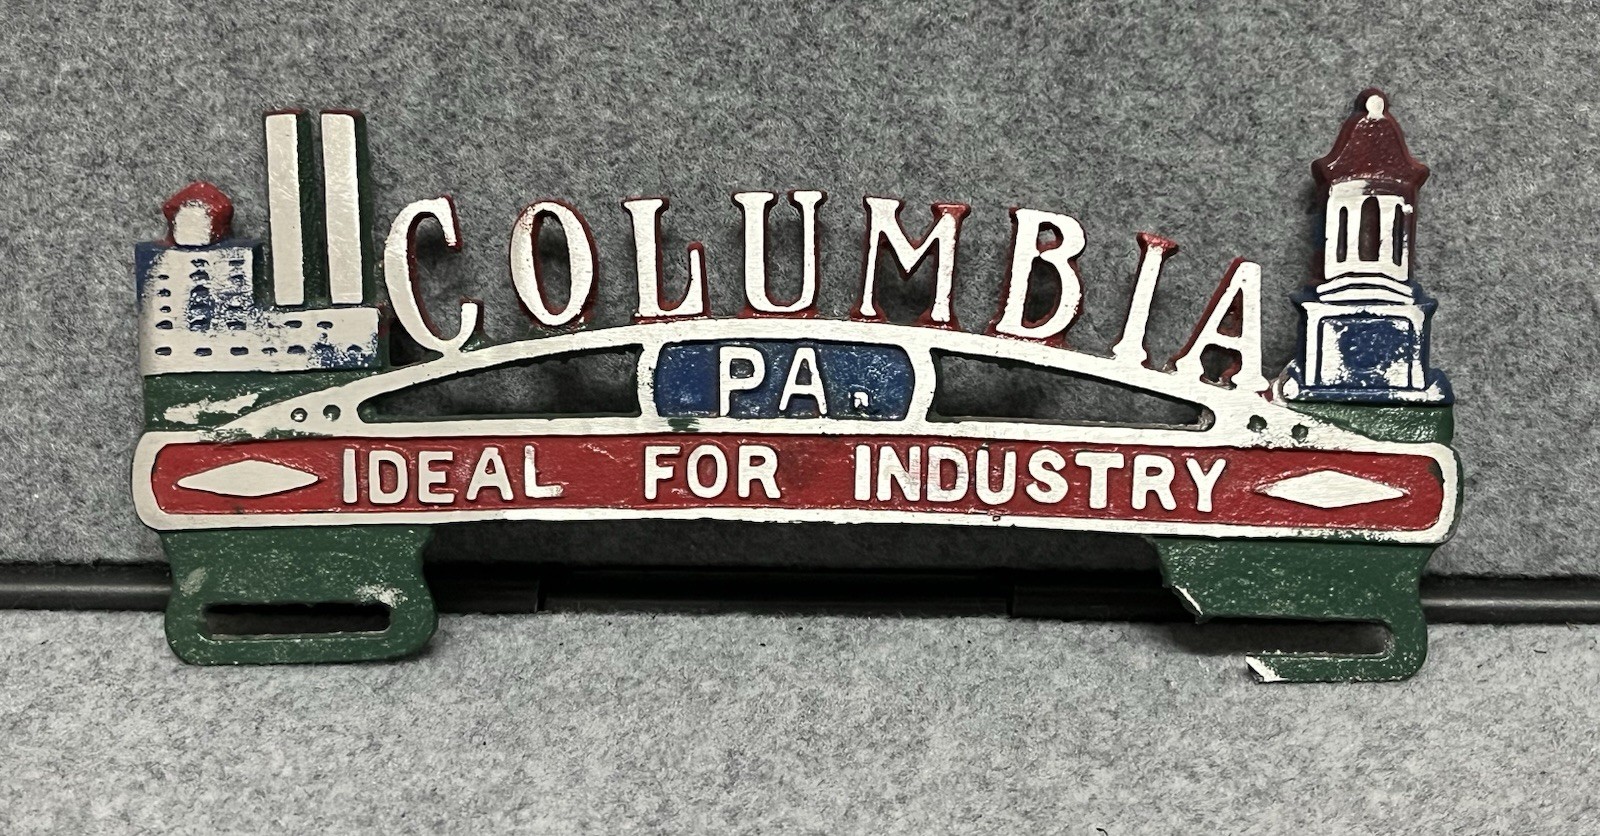 COLUMBIA
PA.
IDEAL FOR INDUSTRY